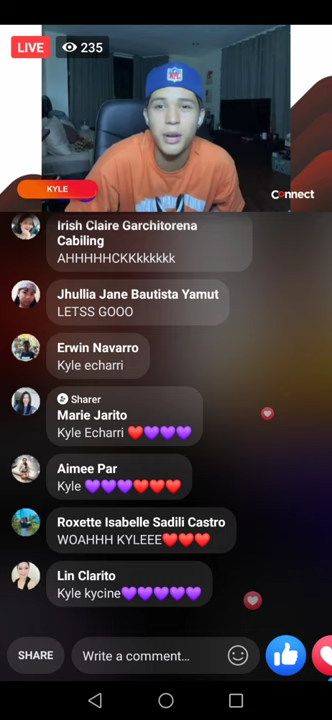 LIVE
235
NFL
KYLE
Connect
Irish Claire Garchitorena
Cabiling
AHHHHHCKKkkkkkk
Jhullia Jane Bautista Yamut
LETSS GOOO
Erwin Navarro
Kyle echarri
Sharer
Marie Jarito
Kyle Echarri ❤️💜💜💜
Aimee Par
Kyle 💜💜💜❤️❤️❤️
Roxette Isabelle Sadili Castro
WOAHHH KYLEEE❤️❤️❤️
Lin Clarito
Kyle kycine💜💜💜💜💜
SHARE
Write a comment...